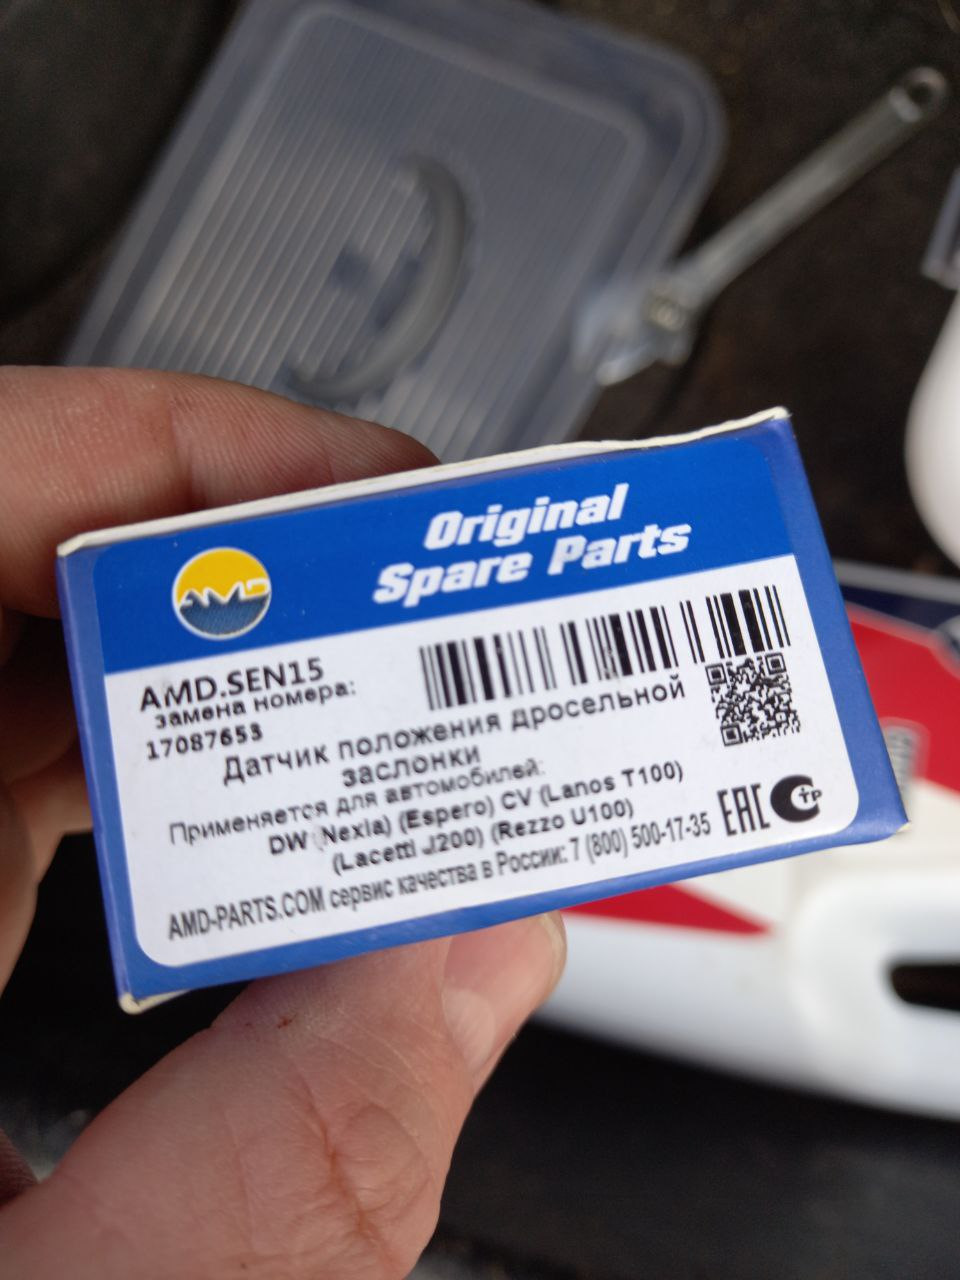 Original
Spare Parts
AMD
AMD.SEN15
замена номера:
17087653
Датчик положения дросельной
заслонки
Применяется для автомобилей:
DW (Nexia) (Espero) CV (Lanos T100)
(Lacetti J200) (Rezzo U100)
AMD-PARTS.COM сервис качества в России: 7 (800) 500-17-35
EAC
С ТР